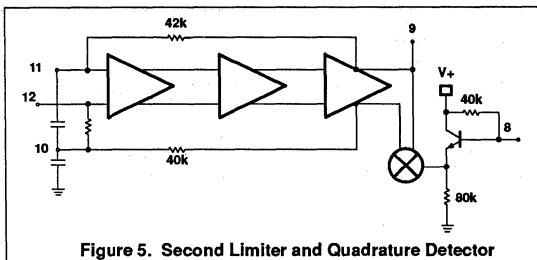 42k
9
11
V+
12
40k
8
10
40k
80k
Figure 5. Second Limiter and Quadrature Detector